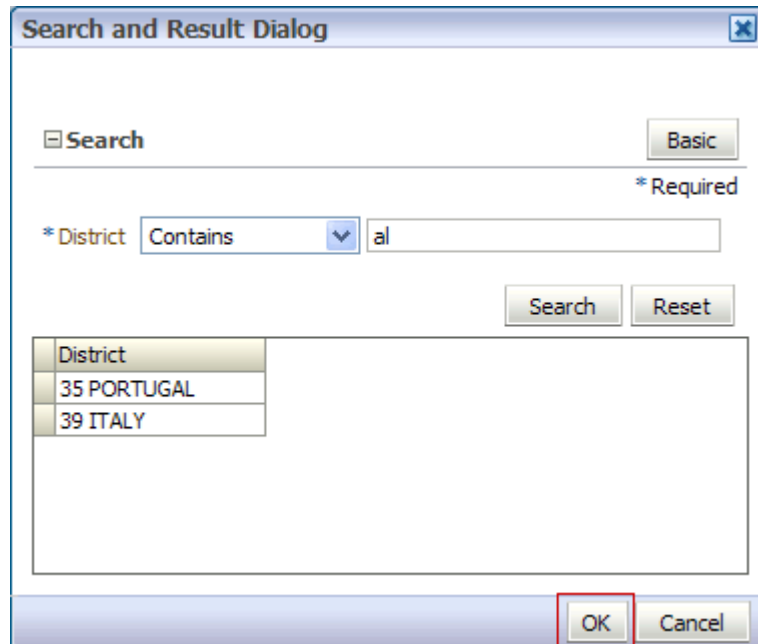 Search and Result Dialog
Search
Basic
* Required
* District Contains al
Search Reset
District
35 PORTUGAL
39 ITALY
OK Cancel